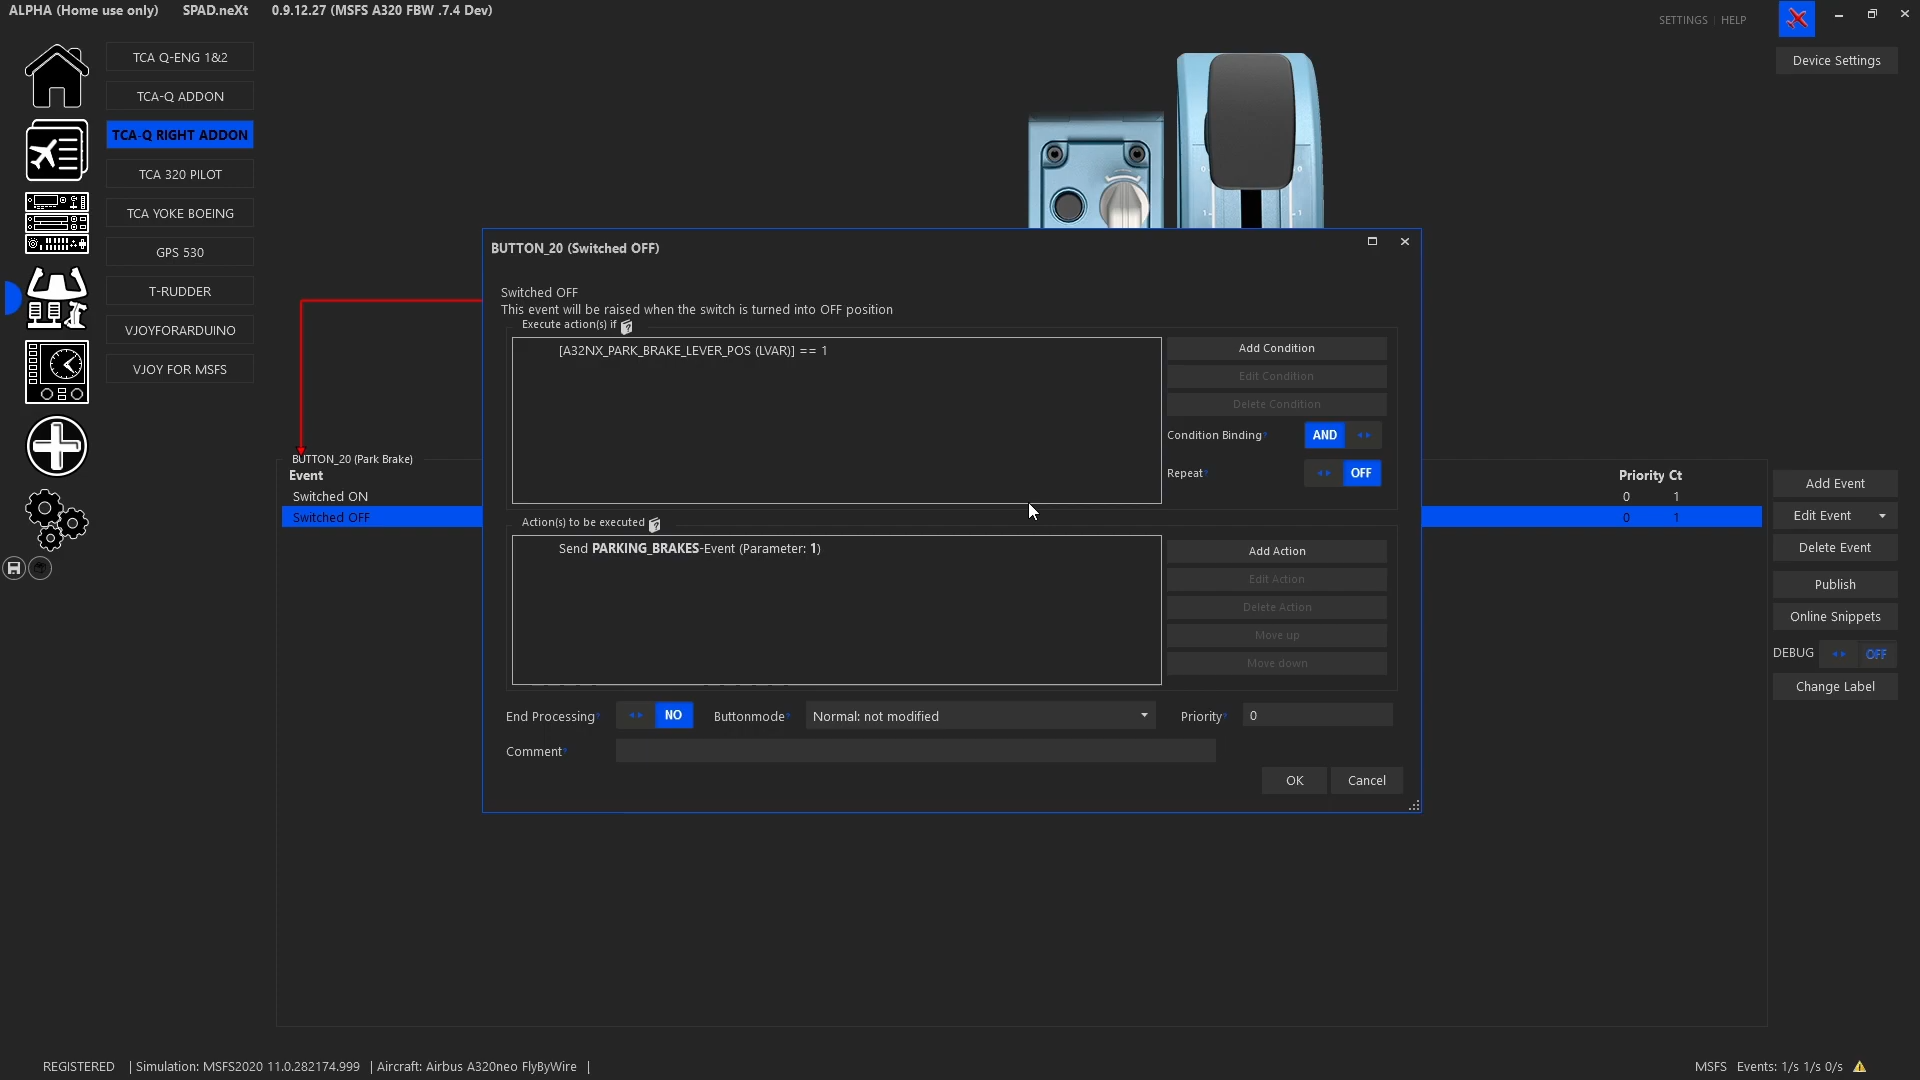 ALPHA (Home use only) SPAD.neXt 0.9.12.27 (MSFS A320 FBW .7.4 Dev)
SETTINGS | HELP
Device Settings
TCA Q-ENG 1&2
TCA-Q ADDON
TCA-Q RIGHT ADDON
TCA 320 PILOT
TCA YOKE BOEING
GPS 530
T-RUDDER
VJOYFORARDUINO
VJOY FOR MSFS
0 0
1 1
BUTTON_20 (Switched OFF)
Switched OFF
This event will be raised when the switch is turned into OFF position
Execute action(s) if
[A32NX_PARK_BRAKE_LEVER_POS (LVAR)] == 1
Add Condition
Edit Condition
Delete Condition
Condition Binding? AND
Repeat? OFF
Action(s) to be executed
Send PARKING_BRAKES-Event (Parameter: 1)
Add Action
Edit Action
Delete Action
Move up
Move down
End Processing? NO Buttonmode? Normal: not modified Priority? 0
Comment?
OK Cancel
BUTTON_20 (Park Brake)
Event Priority Ct
Switched ON 0 1
Switched OFF 0 1
Add Event
Edit Event
Delete Event
Publish
Online Snippets
DEBUG OFF
Change Label
REGISTERED | Simulation: MSFS2020 11.0.282174.999 | Aircraft: Airbus A320neo FlyByWire |
MSFS Events: 1/s 1/s 0/s